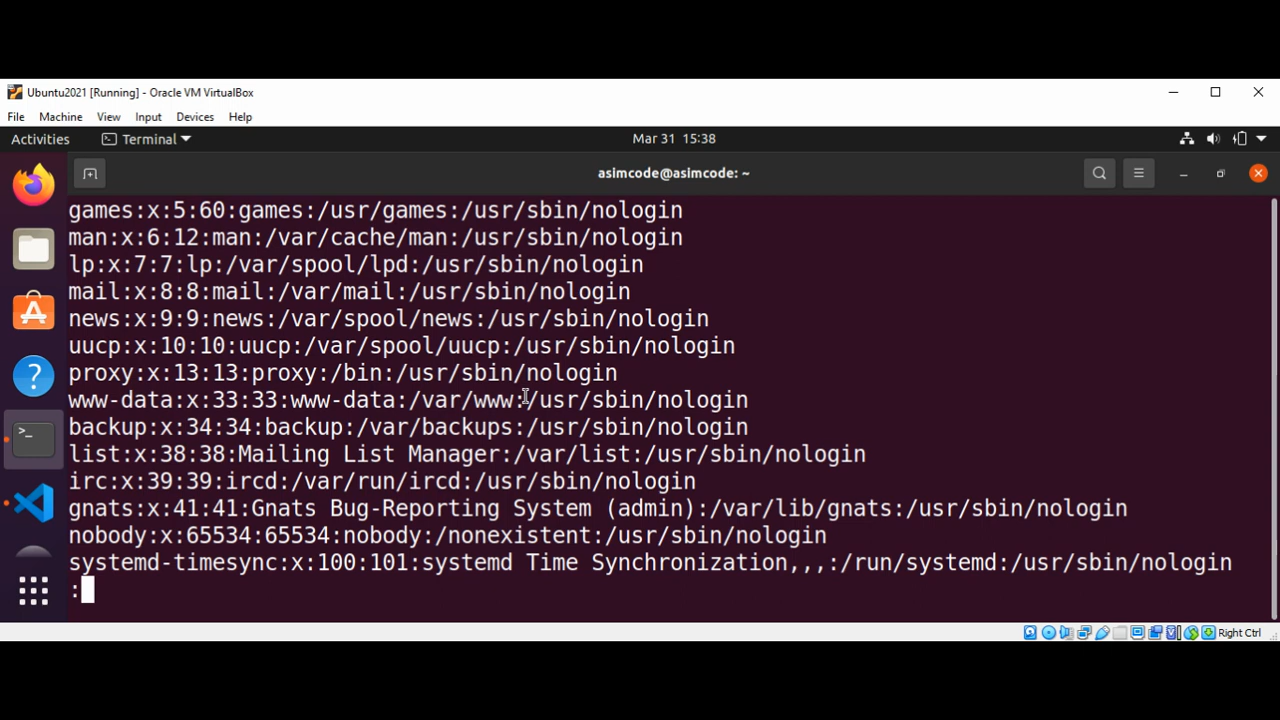 Ubuntu2021 [Running] - Oracle VM VirtualBox
File Machine View Input Devices Help
Activities Terminal Mar 31 15:38
asimcode@asimcode: ~
games:x:5:60:games:/usr/games:/usr/sbin/nologin
man:x:6:12:man:/var/cache/man:/usr/sbin/nologin
lp:x:7:7:lp:/var/spool/lpd:/usr/sbin/nologin
mail:x:8:8:mail:/var/mail:/usr/sbin/nologin
news:x:9:9:news:/var/spool/news:/usr/sbin/nologin
uucp:x:10:10:uucp:/var/spool/uucp:/usr/sbin/nologin
proxy:x:13:13:proxy:/bin:/usr/sbin/nologin
www-data:x:33:33:www-data:/var/www:/usr/sbin/nologin
backup:x:34:34:backup:/var/backups:/usr/sbin/nologin
list:x:38:38:Mailing List Manager:/var/list:/usr/sbin/nologin
irc:x:39:39:ircd:/var/run/ircd:/usr/sbin/nologin
gnats:x:41:41:Gnats Bug-Reporting System (admin):/var/lib/gnats:/usr/sbin/nologin
nobody:x:65534:65534:nobody:/nonexistent:/usr/sbin/nologin
systemd-timesync:x:100:101:systemd Time Synchronization,,,:/run/systemd:/usr/sbin/nologin
:
Right Ctrl